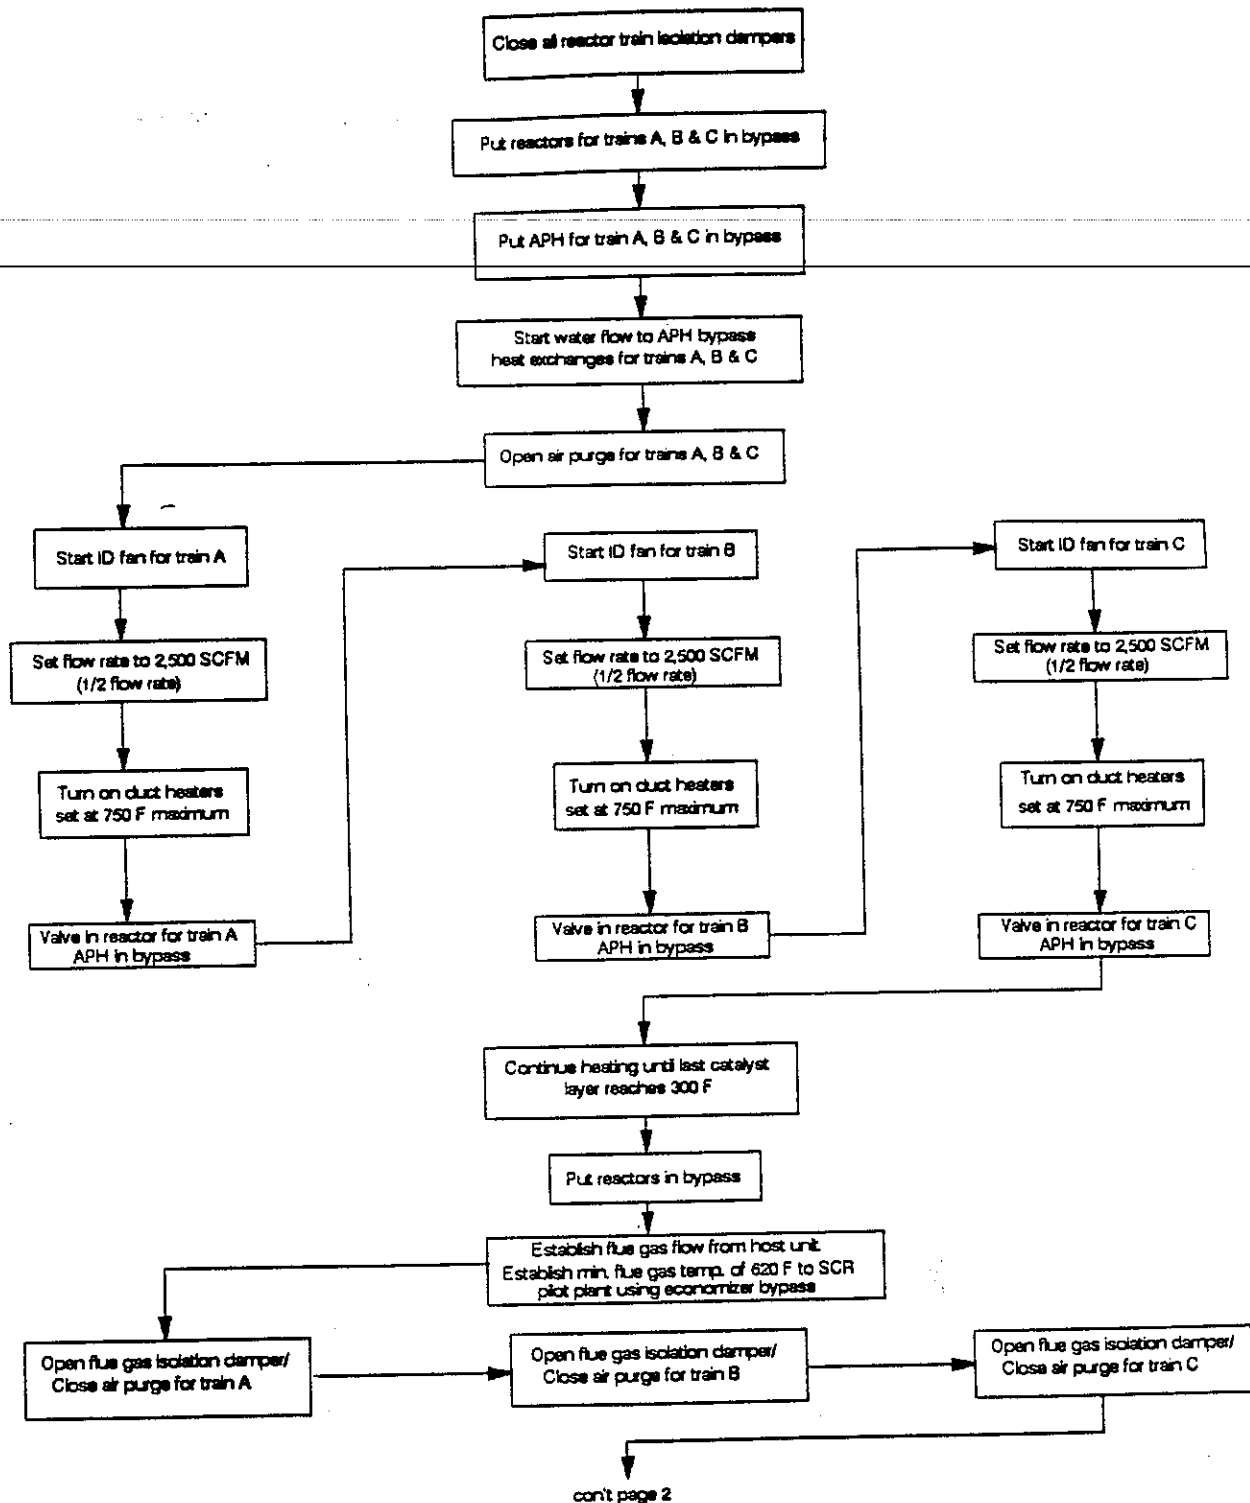 Close all reactor train isolation dampers
Put reactors for trains A, B & C in bypass
Put APH for train A, B & C in bypass
Start water flow to APH bypass
heat exchanges for trains A, B & C
Open air purge for trains A, B & C
Start ID fan for train A
Set flow rate to 2,500 SCFM
(1/2 flow rate)
Turn on duct heaters
set at 750 F maximum
Valve in reactor for train A
APH in bypass
Start ID fan for train B
Set flow rate to 2,500 SCFM
(1/2 flow rate)
Turn on duct heaters
set at 750 F maximum
Valve in reactor for train B
APH in bypass
Start ID fan for train C
Set flow rate to 2,500 SCFM
(1/2 flow rate)
Turn on duct heaters
set at 750 F maximum
Valve in reactor for train C
APH in bypass
Continue heating until last catalyst
layer reaches 300 F
Put reactors in bypass
Establish flue gas flow from host unit.
Establish min. flue gas temp. of 620 F to SCR
pilot plant using economizer bypass
Open flue gas isolation damper/
Close air purge for train A
Open flue gas isolation damper/
Close air purge for train B
Open flue gas isolation damper/
Close air purge for train C
con't page 2